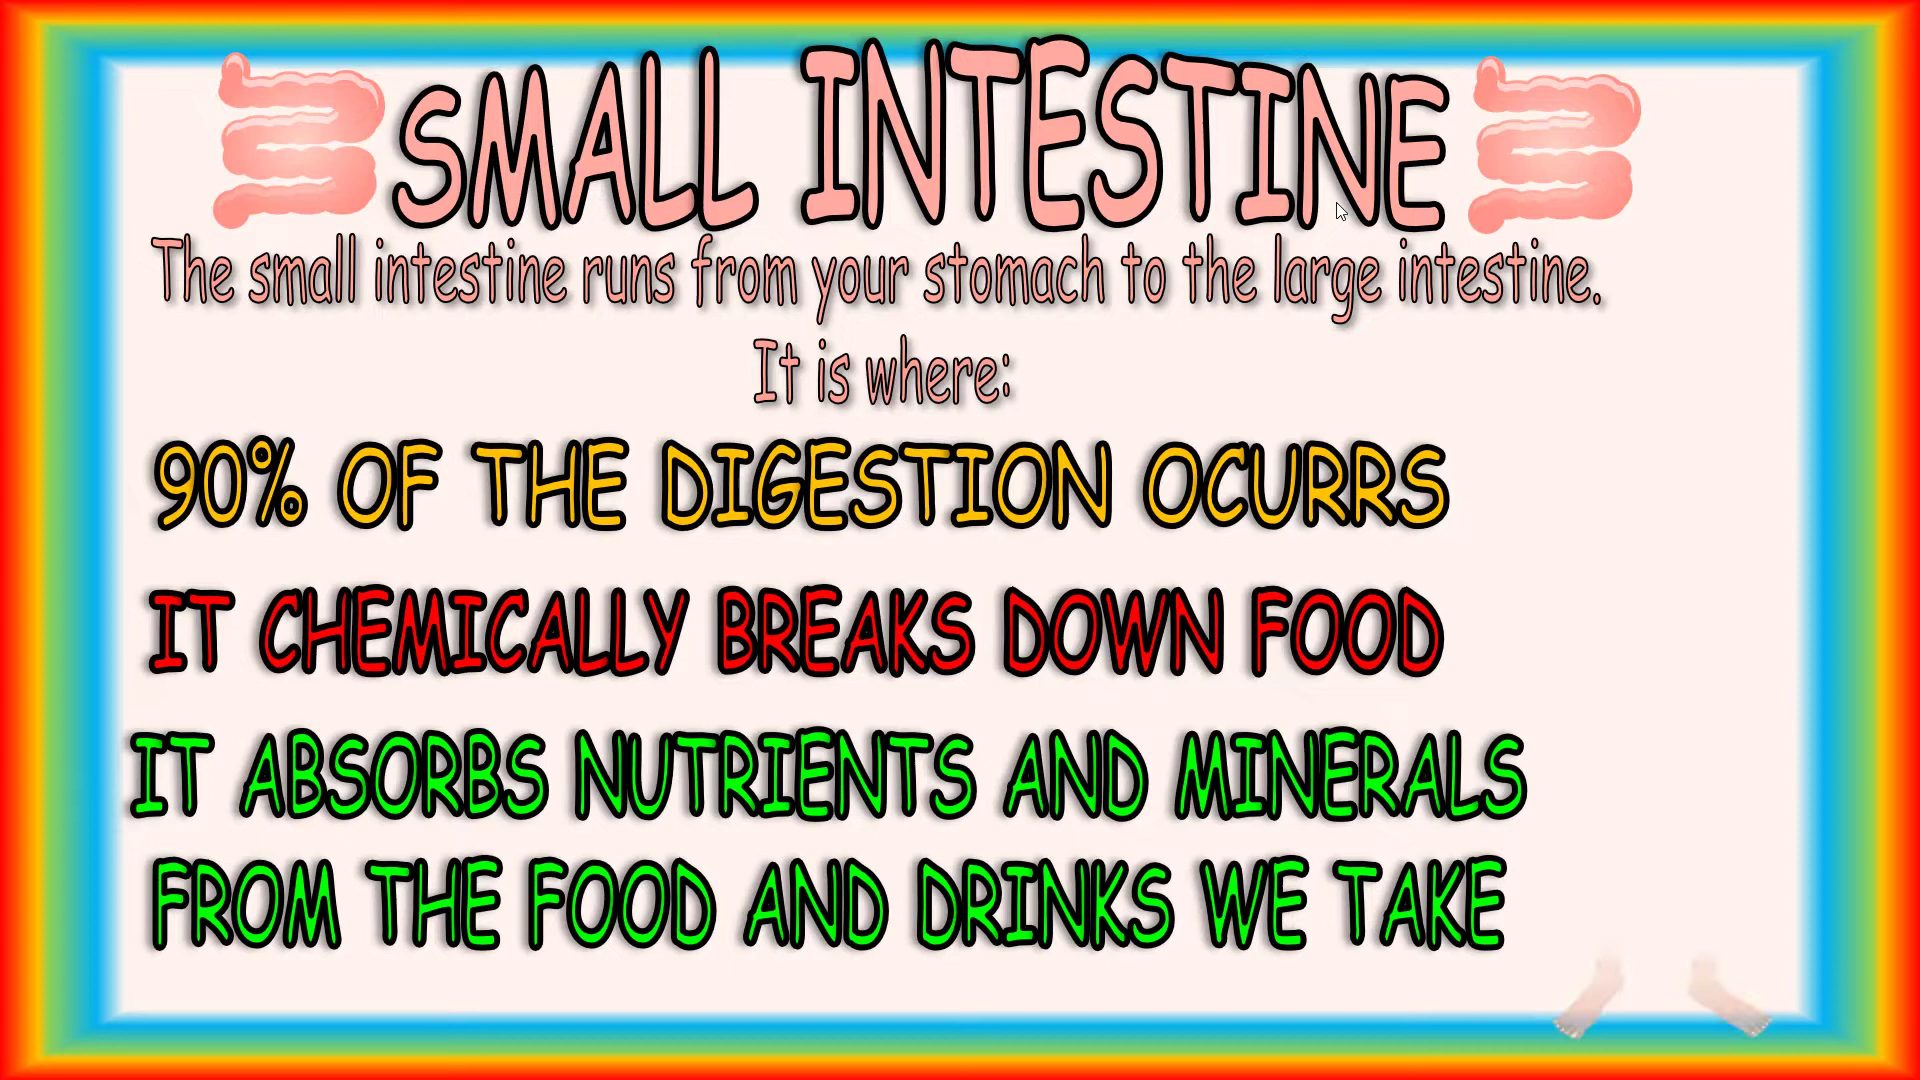 SMALL INTESTINE
The small intestine runs from your stomach to the large intestine.
It is where:
90% OF THE DIGESTION OCURRS
IT CHEMICALLY BREAKS DOWN FOOD
IT ABSORBS NUTRIENTS AND MINERALS
FROM THE FOOD AND DRINKS WE TAKE